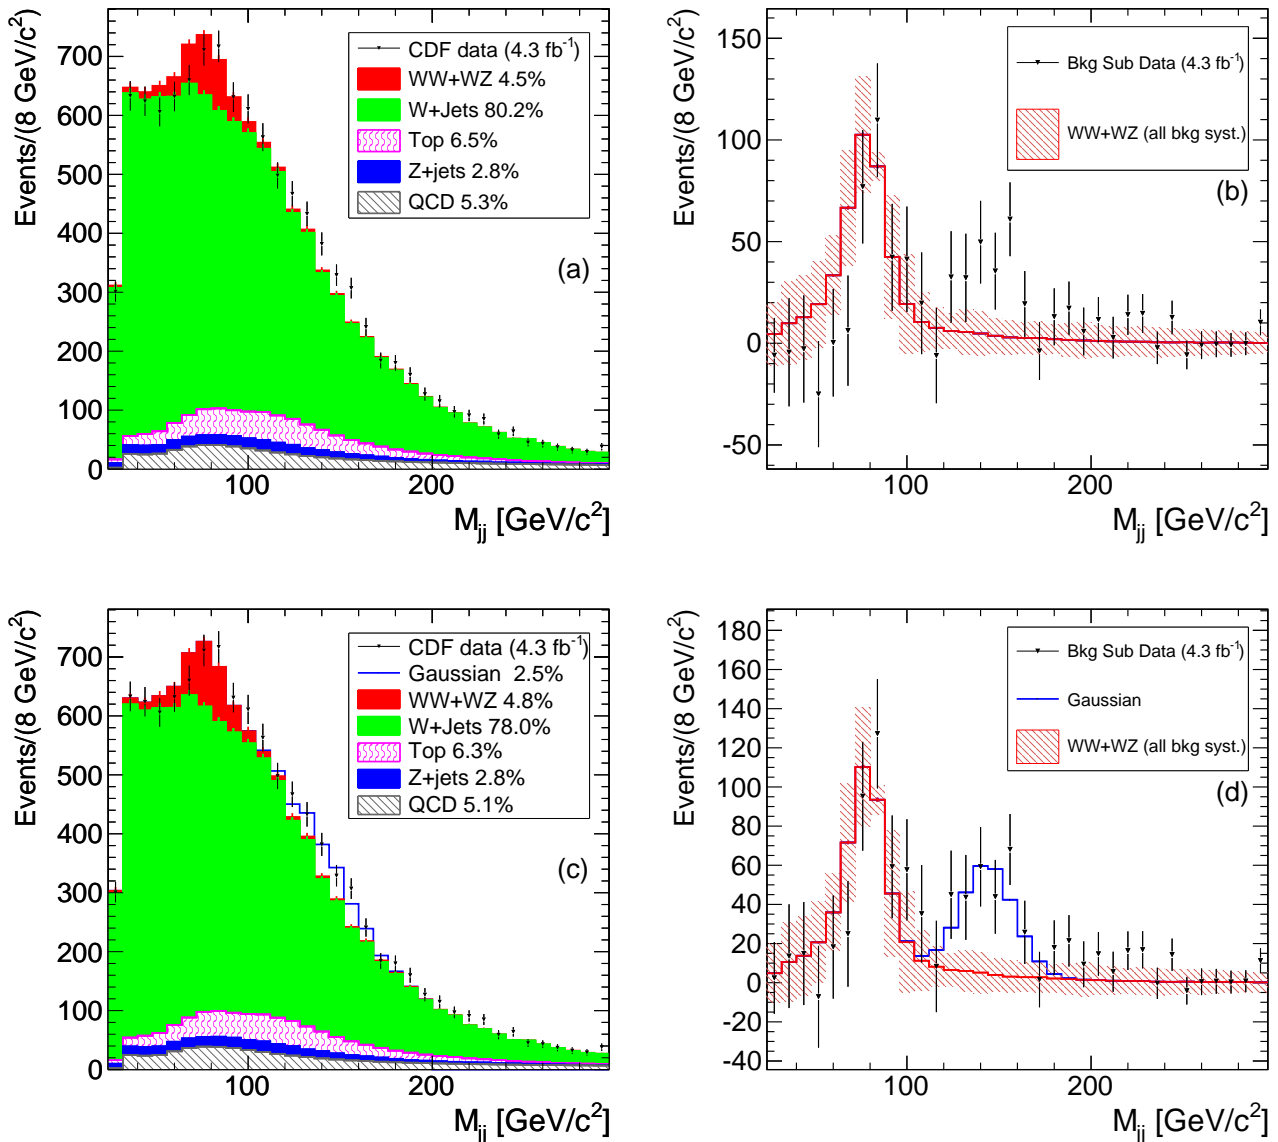 Events/(8 GeV/c²)
700
600
500
400
300
200
100
0
CDF data (4.3 fb⁻¹)
WW+WZ 4.5%
W+Jets 80.2%
Top 6.5%
Z+jets 2.8%
QCD 5.3%
(a)
100
200
M_jj [GeV/c²]
Events/(8 GeV/c²)
150
100
50
0
-50
Bkg Sub Data (4.3 fb⁻¹)
WW+WZ (all bkg syst.)
(b)
100
200
M_jj [GeV/c²]
Events/(8 GeV/c²)
700
600
500
400
300
200
100
0
CDF data (4.3 fb⁻¹)
Gaussian 2.5%
WW+WZ 4.8%
W+Jets 78.0%
Top 6.3%
Z+jets 2.8%
QCD 5.1%
(c)
100
200
M_jj [GeV/c²]
Events/(8 GeV/c²)
180
160
140
120
100
80
60
40
20
0
-20
-40
Bkg Sub Data (4.3 fb⁻¹)
Gaussian
WW+WZ (all bkg syst.)
(d)
100
200
M_jj [GeV/c²]